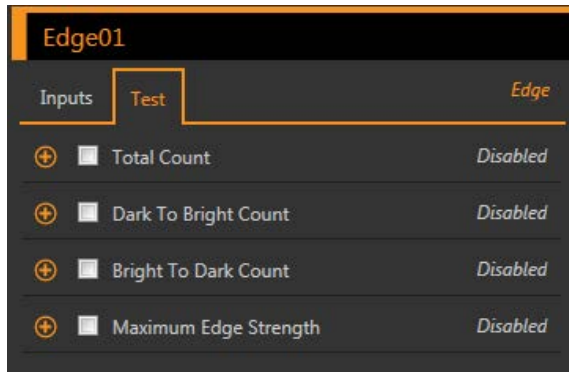 Edge01
Inputs Test Edge
Total Count Disabled
Dark To Bright Count Disabled
Bright To Dark Count Disabled
Maximum Edge Strength Disabled